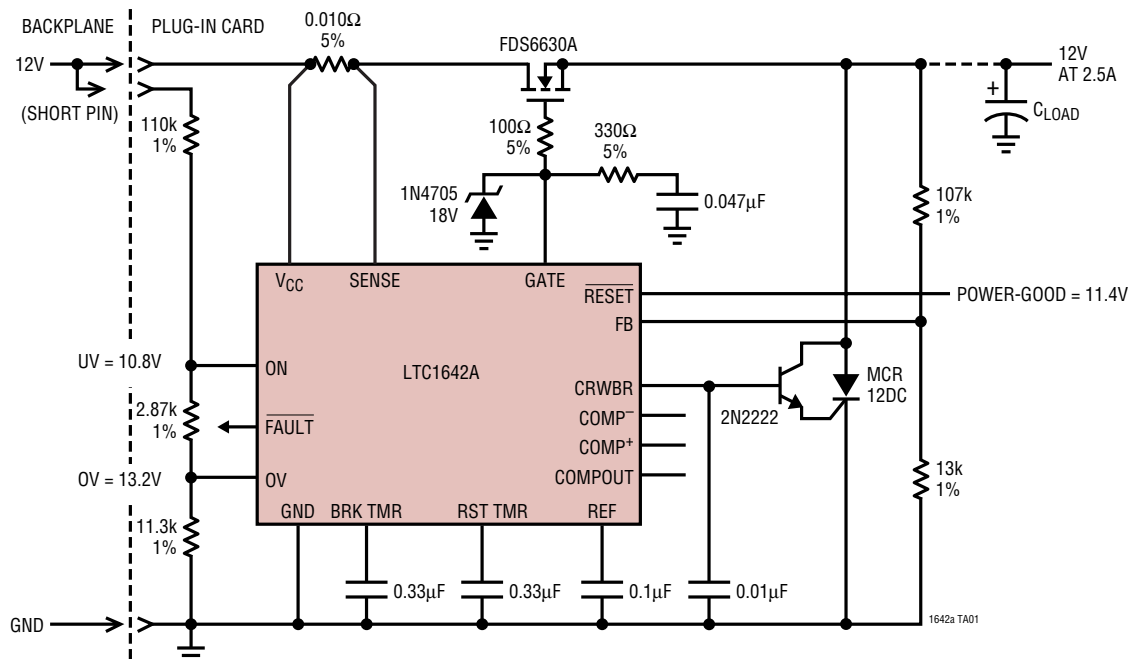 BACKPLANE
PLUG-IN CARD
0.010Ω
5%
FDS6630A
12V
12V
AT 2.5A
(SHORT PIN)
+
CLOAD
110k
1%
100Ω
5%
330Ω
5%
1N4705
18V
0.047µF
107k
1%
VCC
SENSE
GATE
RESET
POWER-GOOD = 11.4V
FB
UV = 10.8V
ON
LTC1642A
CRWBR
MCR
12DC
2N2222
2.87k
1%
FAULT
COMP–
COMP+
COMPOUT
OV = 13.2V
OV
13k
1%
GND
BRK TMR
RST TMR
REF
11.3k
1%
0.33µF
0.33µF
0.1µF
0.01µF
GND
1642a TA01